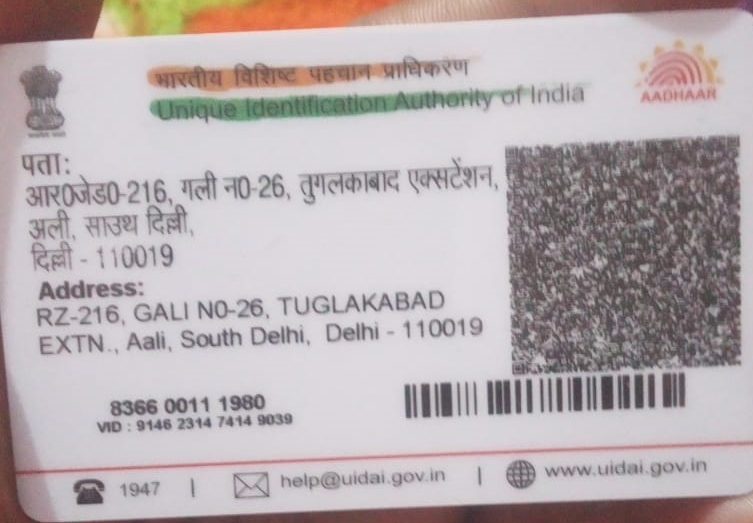 भारतीय विशिष्ट पहचान प्राधिकरण
Unique Identification Authority of India
AADHAAR
पता:
आर0जेड0-216, गली न0-26, तुगलकाबाद एक्सटेंशन,
अली, साउथ दिल्ली,
दिल्ली - 110019
Address:
RZ-216, GALI N0-26, TUGLAKABAD
EXTN., Aali, South Delhi, Delhi - 110019
8366 0011 1980
VID : 9146 2314 7414 9039
1947 | help@uidai.gov.in | www.uidai.gov.in